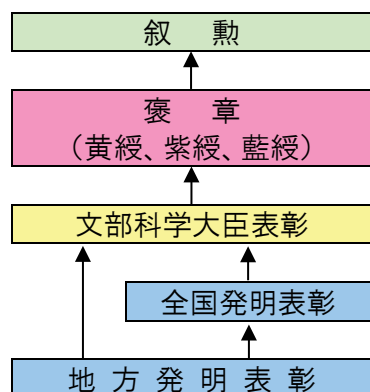 叙　勲
褒　章
（黄綬、紫綬、藍綬）
文部科学大臣表彰
全国発明表彰
地 方 発 明 表 彰